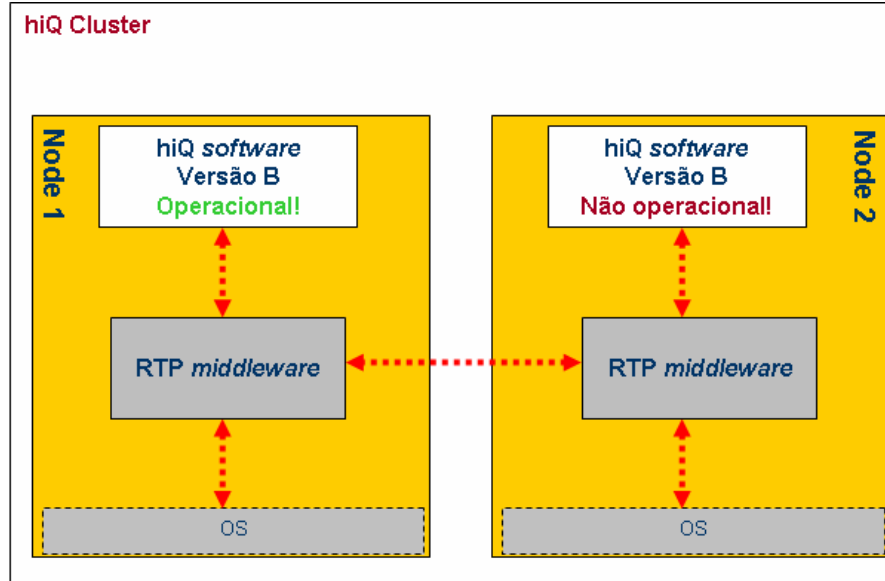 hiQ Cluster
Node 1
hiQ software
Versão B
Operacional!
RTP middleware
OS
hiQ software
Versão B
Não operacional!
Node 2
RTP middleware
OS